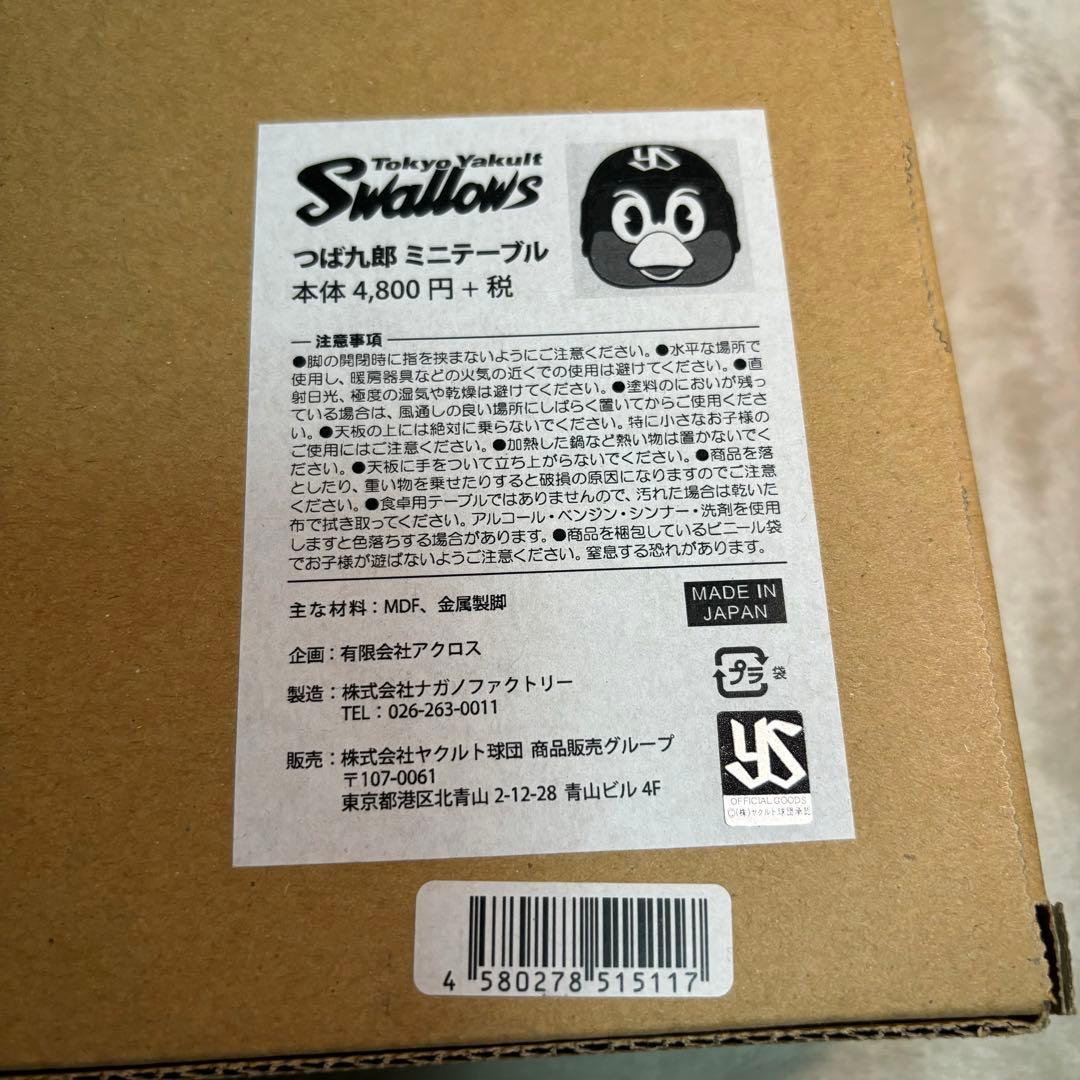 Tokyo Yakult
Swallows
YS
つば九郎 ミニテーブル
本体 4,800 円 + 税
注意事項
●脚の開閉時に指を挟まないようにご注意ください。●水平な場所で
使用し、暖房器具などの火気の近くでの使用は避けてください。●直
射日光、極度の湿気や乾燥は避けてください。●塗料のにおいが残っ
ている場合は、風通しの良い場所にしばらく置いてからご使用くださ
い。●天板の上には絶対に乗らないでください。特に小さなお子様の
ご使用にはご注意ください。●加熱した鍋など熱い物は置かないでく
ださい。●天板に手をついて立ち上がらないでください。●商品を落
としたり、重い物を乗せたりすると破損の原因になりますのでご注意
ください。●食卓用テーブルではありませんので、汚れた場合は乾いた
布で拭き取ってください。アルコール・ベンジン・シンナー・洗剤を使用
しますと色落ちする場合があります。●商品を梱包しているビニール袋
でお子様が遊ばないようご注意ください。窒息する恐れがあります。
主な材料：MDF、金属製脚
MADE IN
JAPAN
企画：有限会社アクロス
プラ 袋
製造：株式会社ナガノファクトリー
TEL：026-263-0011
販売：株式会社ヤクルト球団 商品販売グループ
〒107-0061
東京都港区北青山 2-12-28 青山ビル 4F
YS
OFFICIAL GOODS
©(株)ヤクルト球団承認
4 580278 515117